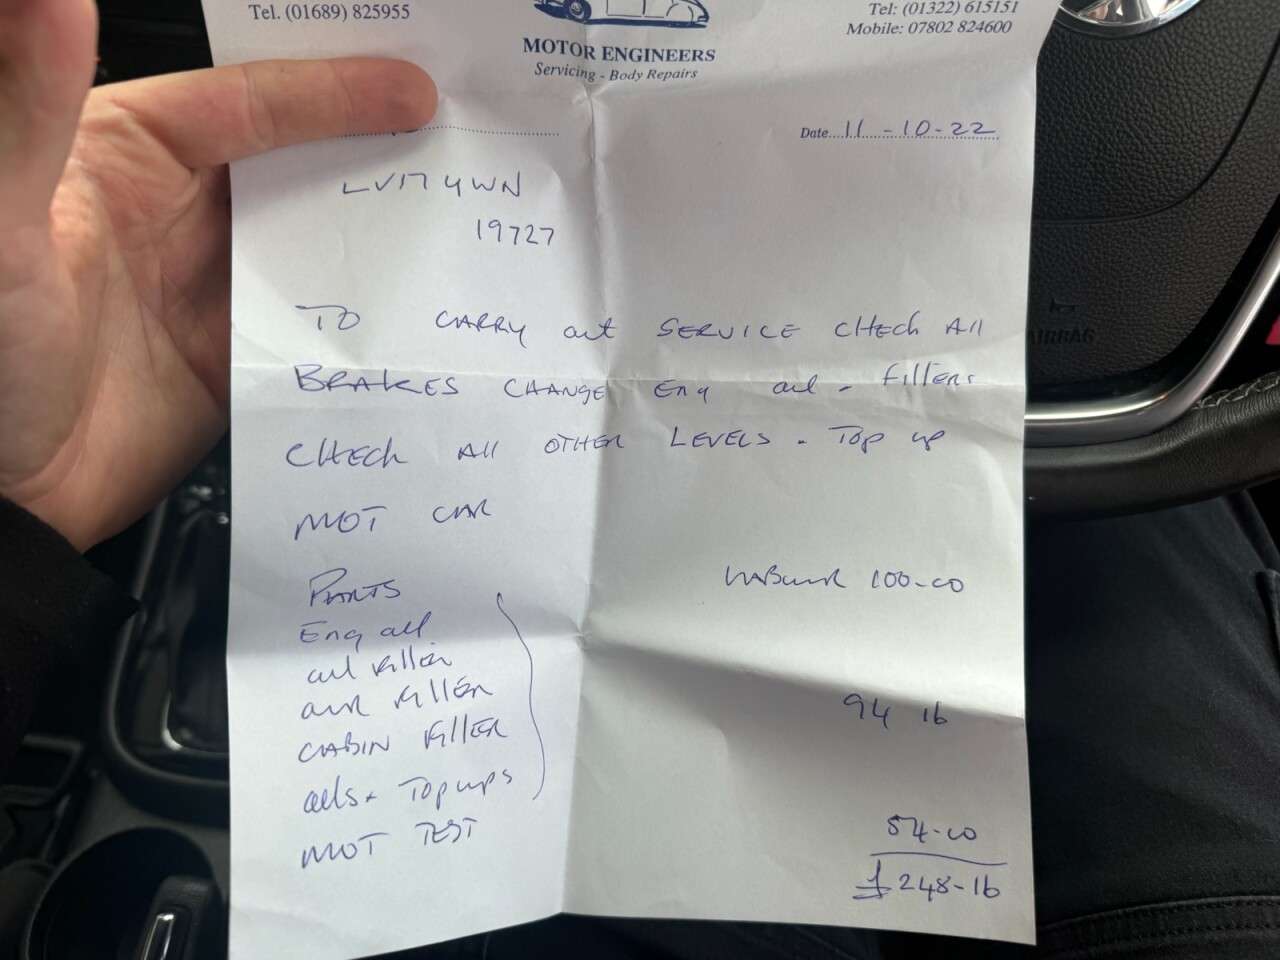 Tel. (01689) 825955
Tel: (01322) 615151
Mobile: 07802 824600
MOTOR ENGINEERS
Servicing - Body Repairs
Date 11-10-22
LV17 4WN
19727
TO CARRY out SERVICE CHECK All
BRAKES CHANGE Eng oil - Filters
CHECK All OTHER LEVELS - Top up
MOT CAR
PARTS
LABOUR 100-00
Eng oil
oil Filter
AIR Filter
CABIN Filter
94 16
oils + Top ups
MOT TEST
54-00
£248-16